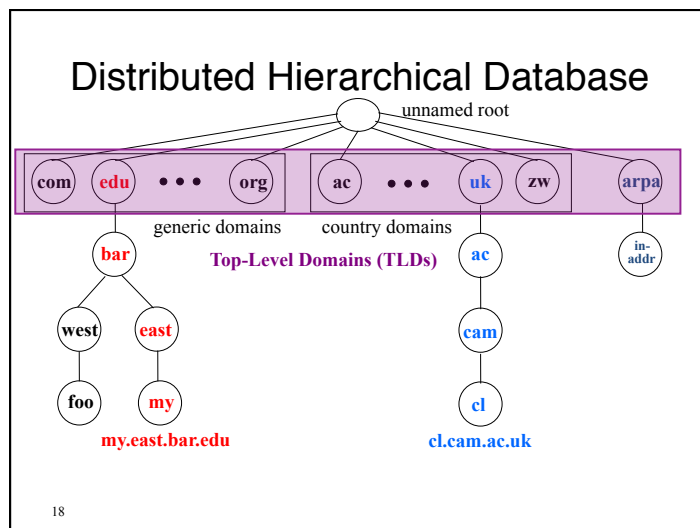 Distributed Hierarchical Database
unnamed root
com edu • • • org ac • • • uk zw arpa
generic domains country domains
bar Top-Level Domains (TLDs) ac in-
addr
west east cam
foo my cl
my.east.bar.edu cl.cam.ac.uk
18